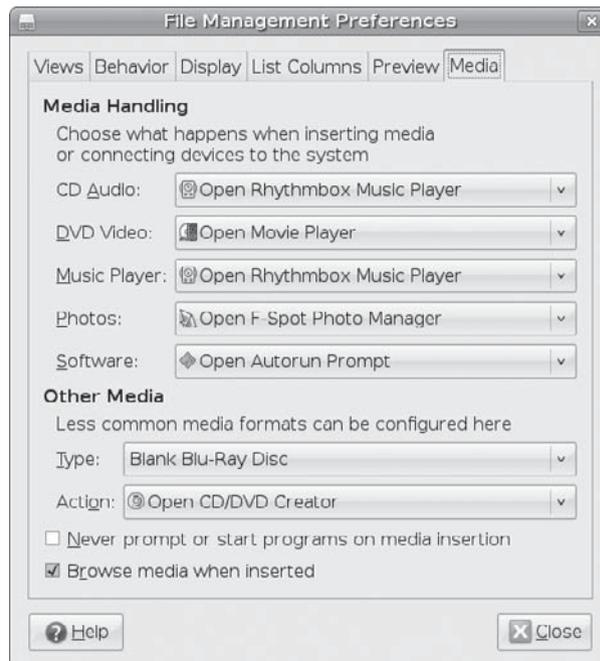 File Management Preferences
Views Behavior Display List Columns Preview Media
Media Handling
Choose what happens when inserting media
or connecting devices to the system
CD Audio: Open Rhythmbox Music Player
DVD Video: Open Movie Player
Music Player: Open Rhythmbox Music Player
Photos: Open F-Spot Photo Manager
Software: Open Autorun Prompt
Other Media
Less common media formats can be configured here
Type: Blank Blu-Ray Disc
Action: Open CD/DVD Creator
Never prompt or start programs on media insertion
Browse media when inserted
Help Close